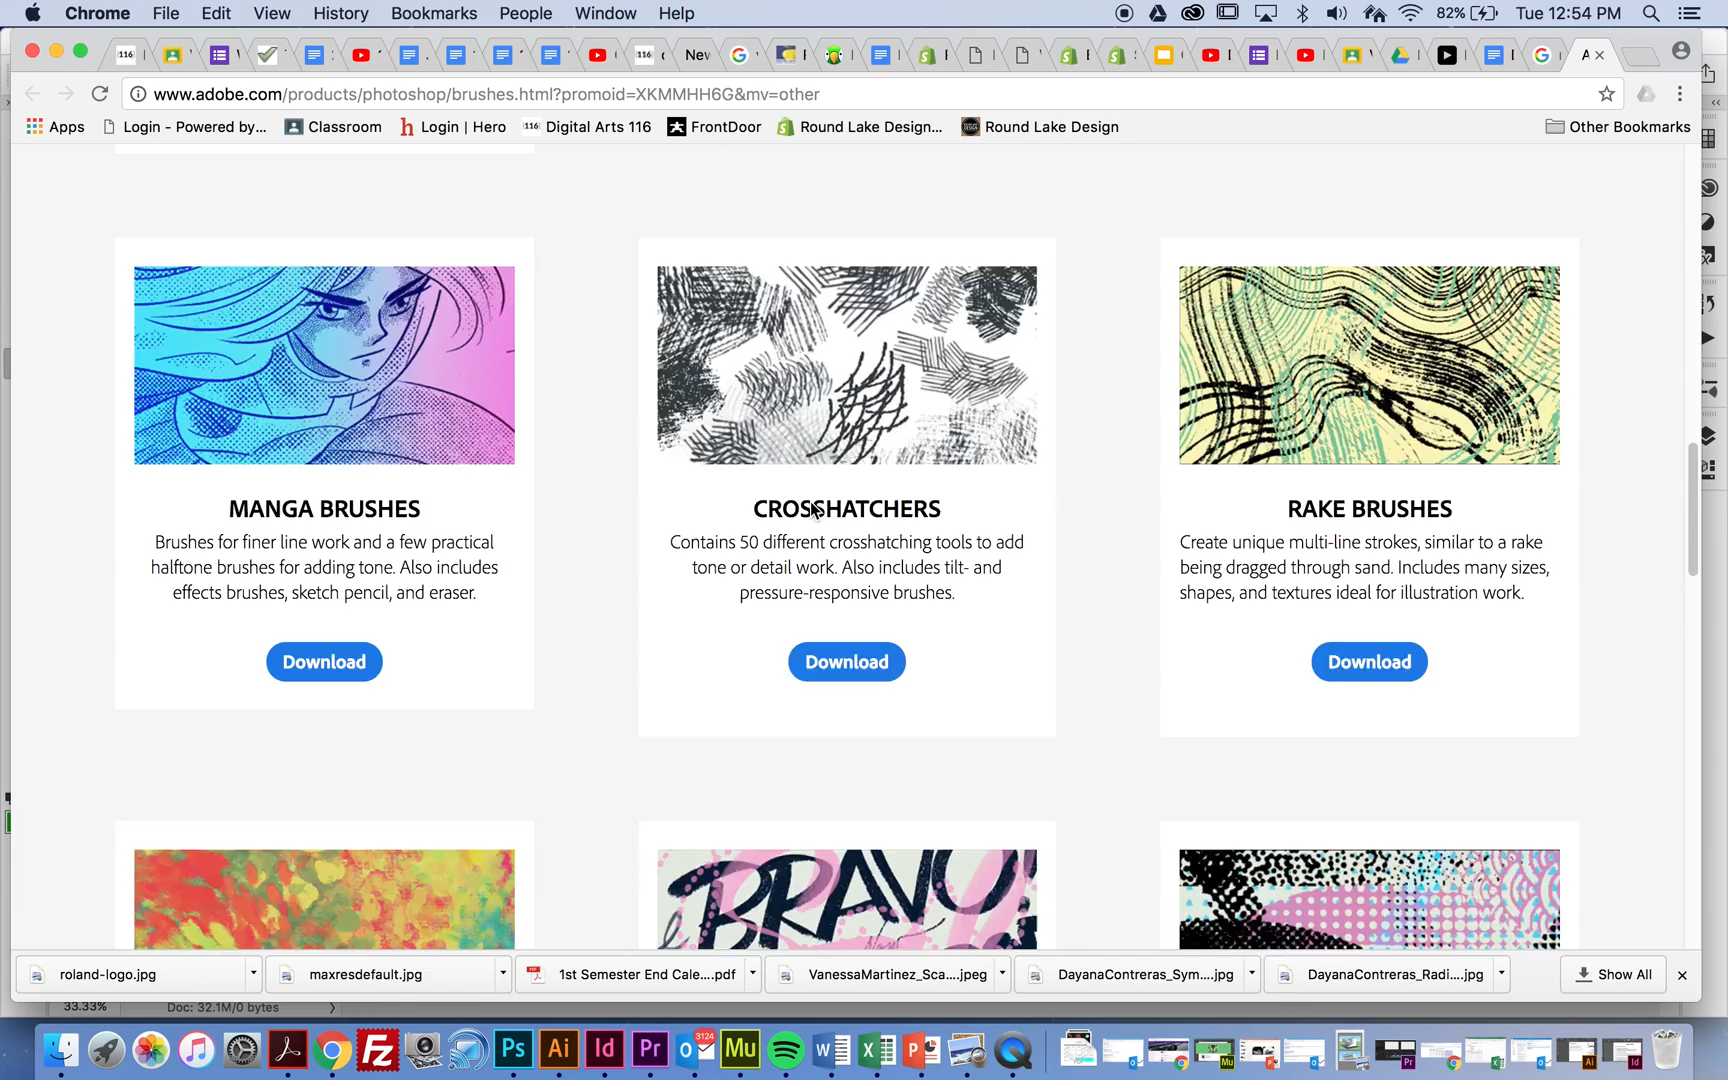 Chrome File Edit View History Bookmarks People Window Help 82% Tue 12:54 PM
116
New
www.adobe.com/products/photoshop/brushes.html?promoid=XKMMHH6G&mv=other
Apps Login - Powered by... Classroom Login | Hero Digital Arts 116 FrontDoor Round Lake Design... Round Lake Design Other Bookmarks
MANGA BRUSHES
Brushes for finer line work and a few practical
halftone brushes for adding tone. Also includes
effects brushes, sketch pencil, and eraser.
Download
CROSSHATCHERS
Contains 50 different crosshatching tools to add
tone or detail work. Also includes tilt- and
pressure-responsive brushes.
Download
RAKE BRUSHES
Create unique multi-line strokes, similar to a rake
being dragged through sand. Includes many sizes,
shapes, and textures ideal for illustration work.
Download
BRAVO
roland-logo.jpg maxresdefault.jpg 1st Semester End Cale....pdf VanessaMartinez_Sca...jpeg DayanaContreras_Sym...jpg DayanaContreras_Radi...jpg Show All
33.33% Doc: 32.1M/0 bytes
Fz Ps Ai Id Pr 3124 Mu